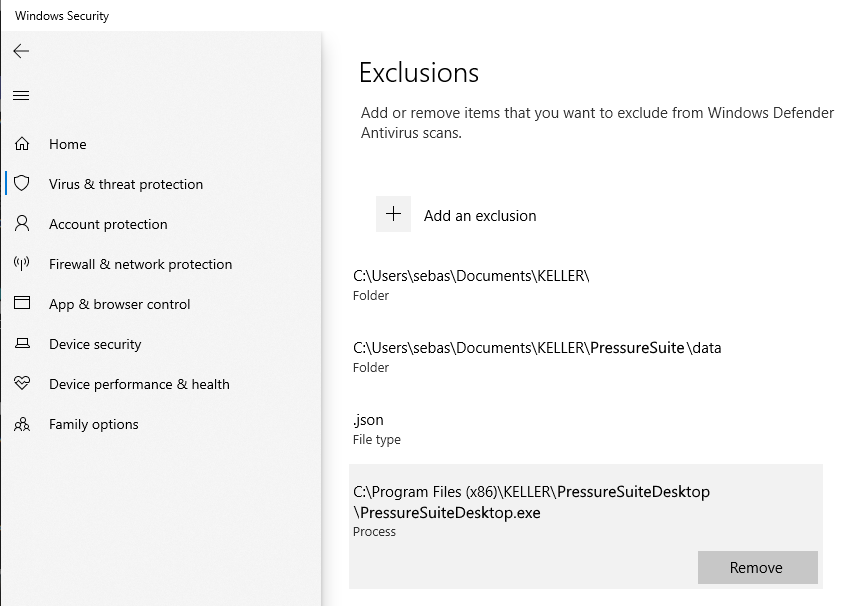 Windows Security
Home
Virus & threat protection
Account protection
Firewall & network protection
App & browser control
Device security
Device performance & health
Family options
Exclusions
Add or remove items that you want to exclude from Windows Defender
Antivirus scans.
Add an exclusion
C:\Users\sebas\Documents\KELLER\
Folder
C:\Users\sebas\Documents\KELLER\PressureSuite\data
Folder
.json
File type
C:\Program Files (x86)\KELLER\PressureSuiteDesktop
\PressureSuiteDesktop.exe
Process
Remove